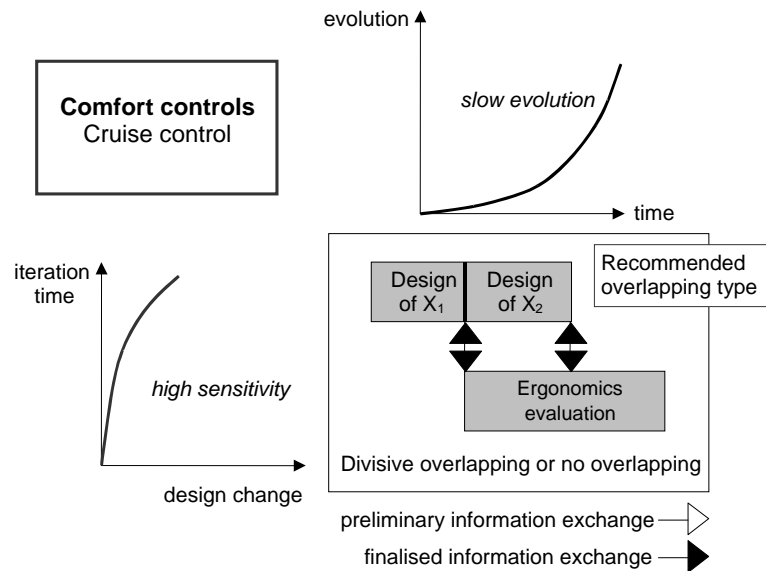 evolution
Comfort controls
Cruise control
slow evolution
time
iteration
time
high sensitivity
design change
Recommended
overlapping type
Design
of X₁
Design
of X₂
Ergonomics
evaluation
Divisive overlapping or no overlapping
preliminary information exchange
finalised information exchange